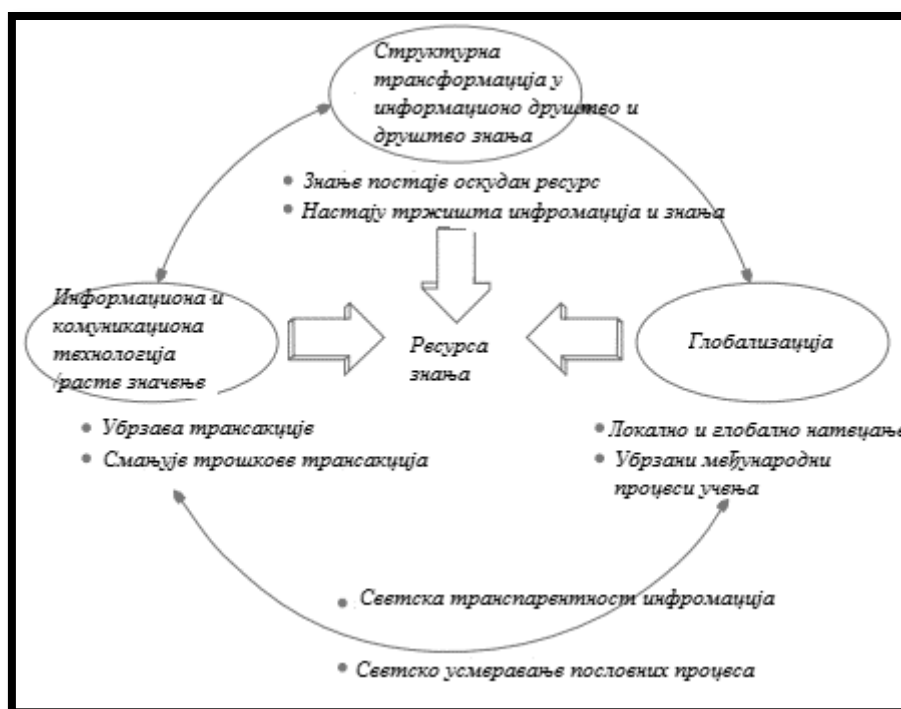 Структурна
трансформација у
информационо друштво и
друштво знања
• Знање постаје оскудан ресурс
• Настају тржишта инфромација и знања
Информациона и
комуникациона
технологија
/расте значење
Ресурса
знања
Глобализација
• Убрзава трансакције
• Смањује трошкове трансакција
• Локално и глобално натецање
• Убрзани међународни
процеси учења
• Светска транспарентност инфромација
• Светско усмеравање пословних процеса